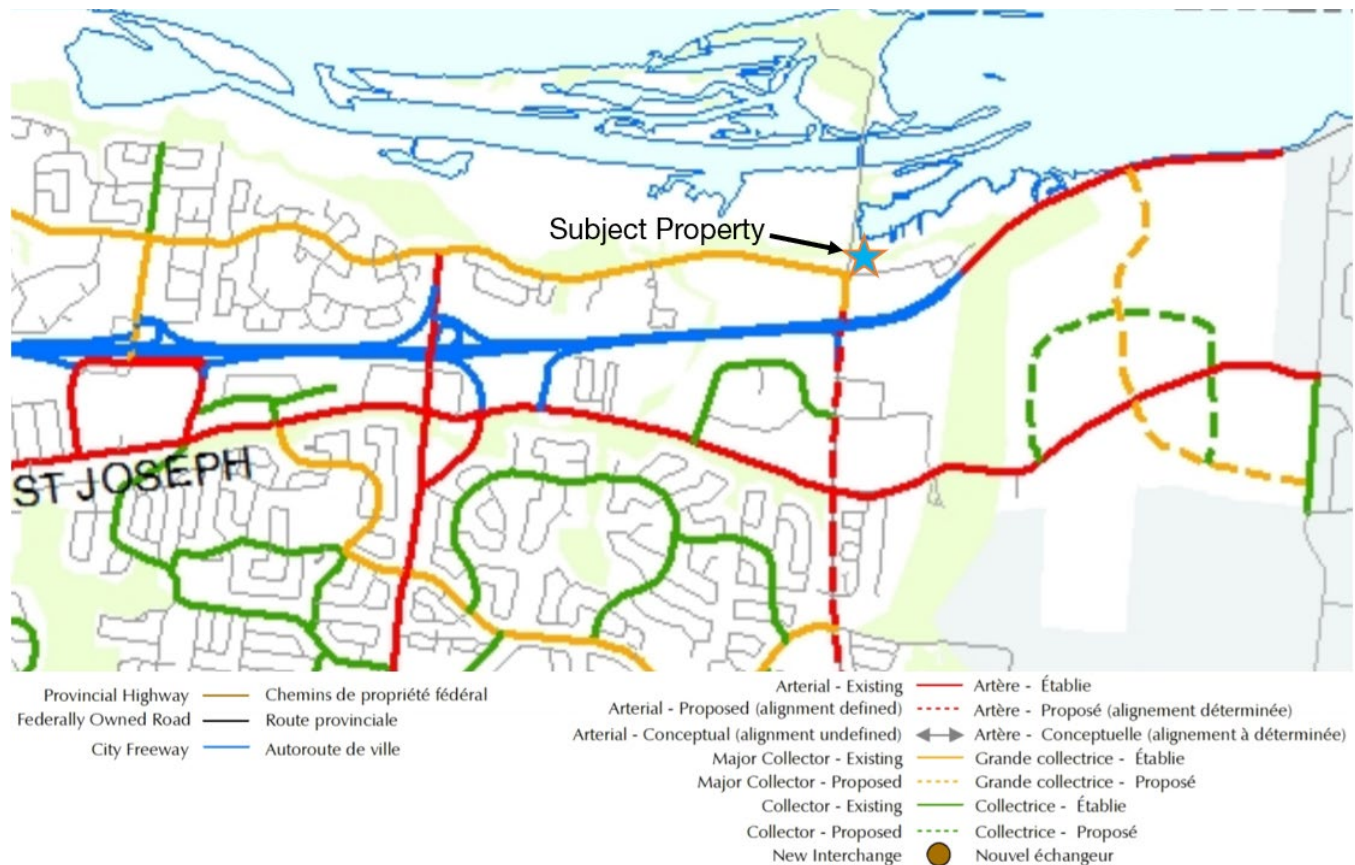 Subject Property
ST JOSEPH
Provincial Highway Chemins de propriété fédéral
Federally Owned Road Route provinciale
City Freeway Autoroute de ville
Arterial - Existing Artère - Établie
Arterial - Proposed (alignment defined) Artère - Proposé (alignement déterminée)
Arterial - Conceptual (alignment undefined) Artère - Conceptuelle (alignement à déterminée)
Major Collector - Existing Grande collectrice - Établie
Major Collector - Proposed Grande collectrice - Proposé
Collector - Existing Collectrice - Établie
Collector - Proposed Collectrice - Proposé
New Interchange Nouvel échangeur